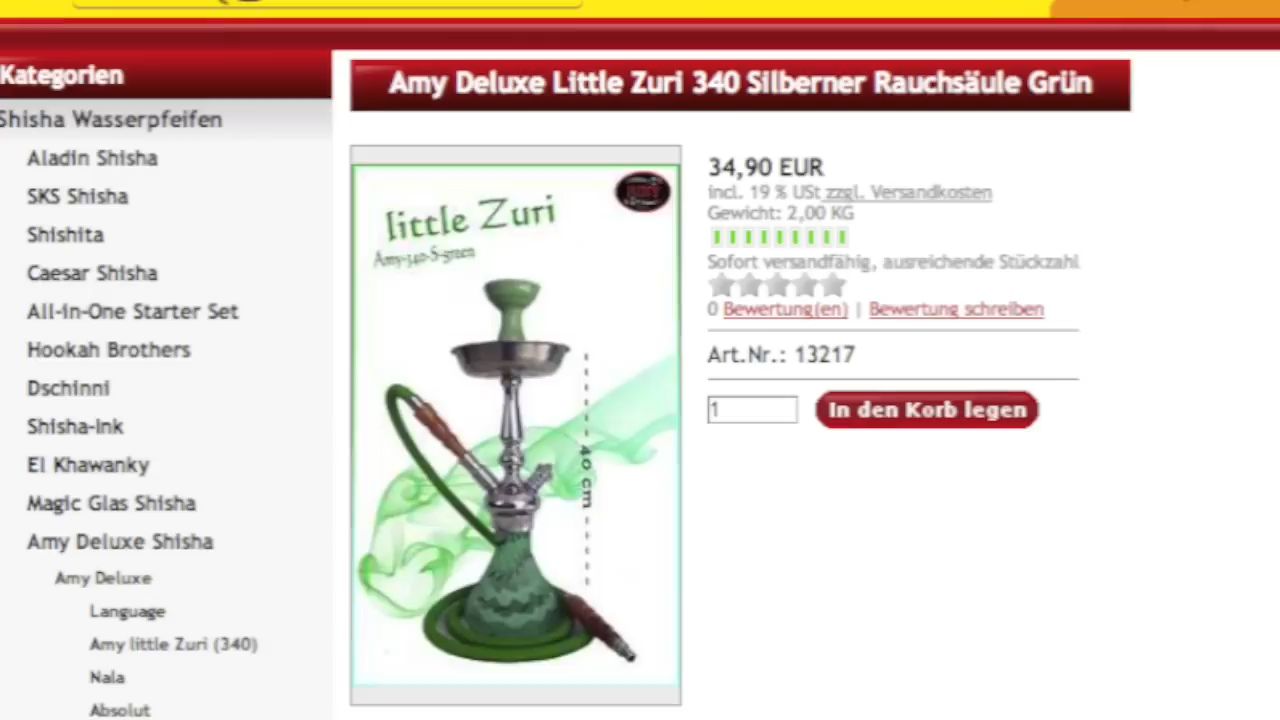 Kategorien
Shisha Wasserpfeifen
Aladin Shisha
SKS Shisha
Shishita
Caesar Shisha
All-in-One Starter Set
Hookah Brothers
Dschinni
Shisha-Ink
El Khawanky
Magic Glas Shisha
Amy Deluxe Shisha
Amy Deluxe
Language
Amy little Zuri (340)
Nala
Absolut
Amy Deluxe Little Zuri 340 Silberner Rauchsäule Grün
little Zuri
Amy-340-S-green
40 cm
34,90 EUR
incl. 19 % USt zzgl. Versandkosten
Gewicht: 2,00 KG
Sofort versandfähig, ausreichende Stückzahl
0 Bewertung(en) | Bewertung schreiben
Art.Nr.: 13217
1
In den Korb legen